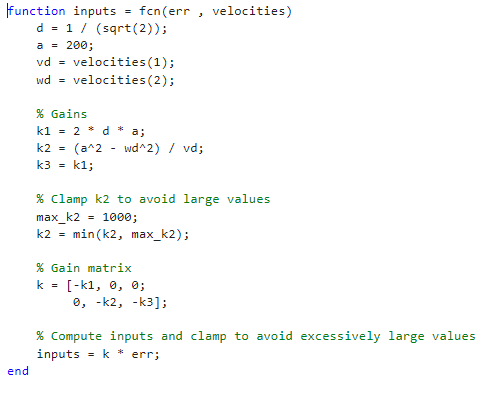 function inputs = fcn(err , velocities)
    d = 1 / (sqrt(2));
    a = 200;
    vd = velocities(1);
    wd = velocities(2);

    % Gains
    k1 = 2 * d * a;
    k2 = (a^2 - wd^2) / vd;
    k3 = k1;

    % Clamp k2 to avoid large values
    max_k2 = 1000;
    k2 = min(k2, max_k2);

    % Gain matrix
    k = [-k1, 0, 0;
         0, -k2, -k3];

    % Compute inputs and clamp to avoid excessively large values
    inputs = k * err;
end